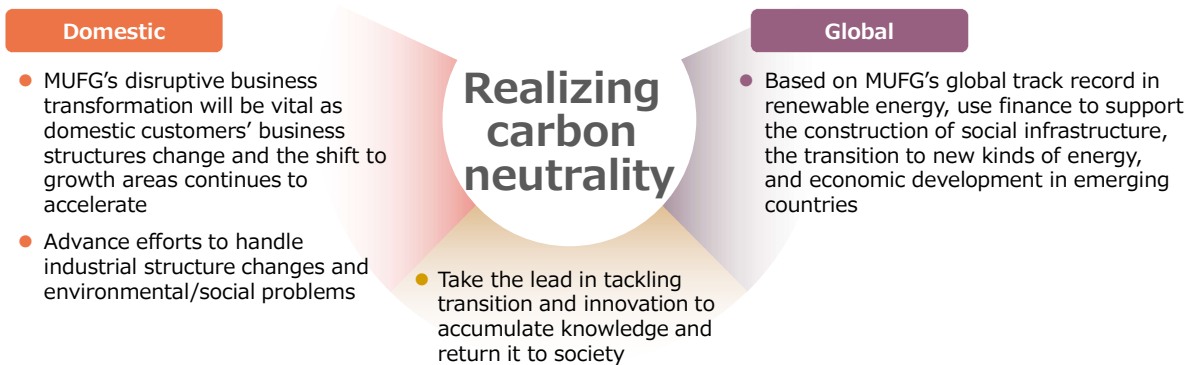 Domestic
● MUFG's disruptive business
transformation will be vital as
domestic customers' business
structures change and the shift to
growth areas continues to
accelerate
● Advance efforts to handle
industrial structure changes and
environmental/social problems
Realizing
carbon
neutrality
● Take the lead in tackling
transition and innovation to
accumulate knowledge and
return it to society
Global
● Based on MUFG's global track record in
renewable energy, use finance to support
the construction of social infrastructure,
the transition to new kinds of energy,
and economic development in emerging
countries